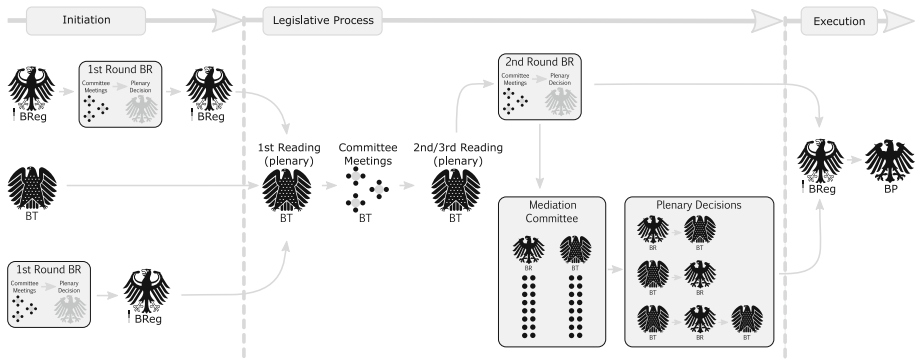 Initiation
Legislative Process
Execution
1st Round BR
Committee Meetings
Plenary Decision
BReg
BReg
BT
1st Round BR
Committee Meetings
Plenary Decision
BReg
1st Reading
(plenary)
BT
Committee
Meetings
BT
2nd/3rd Reading
(plenary)
BT
2nd Round BR
Committee Meetings
Plenary Decision
Mediation
Committee
BR
BT
Plenary Decisions
BR
BT
BT
BR
BT
BR
BT
BReg
BP